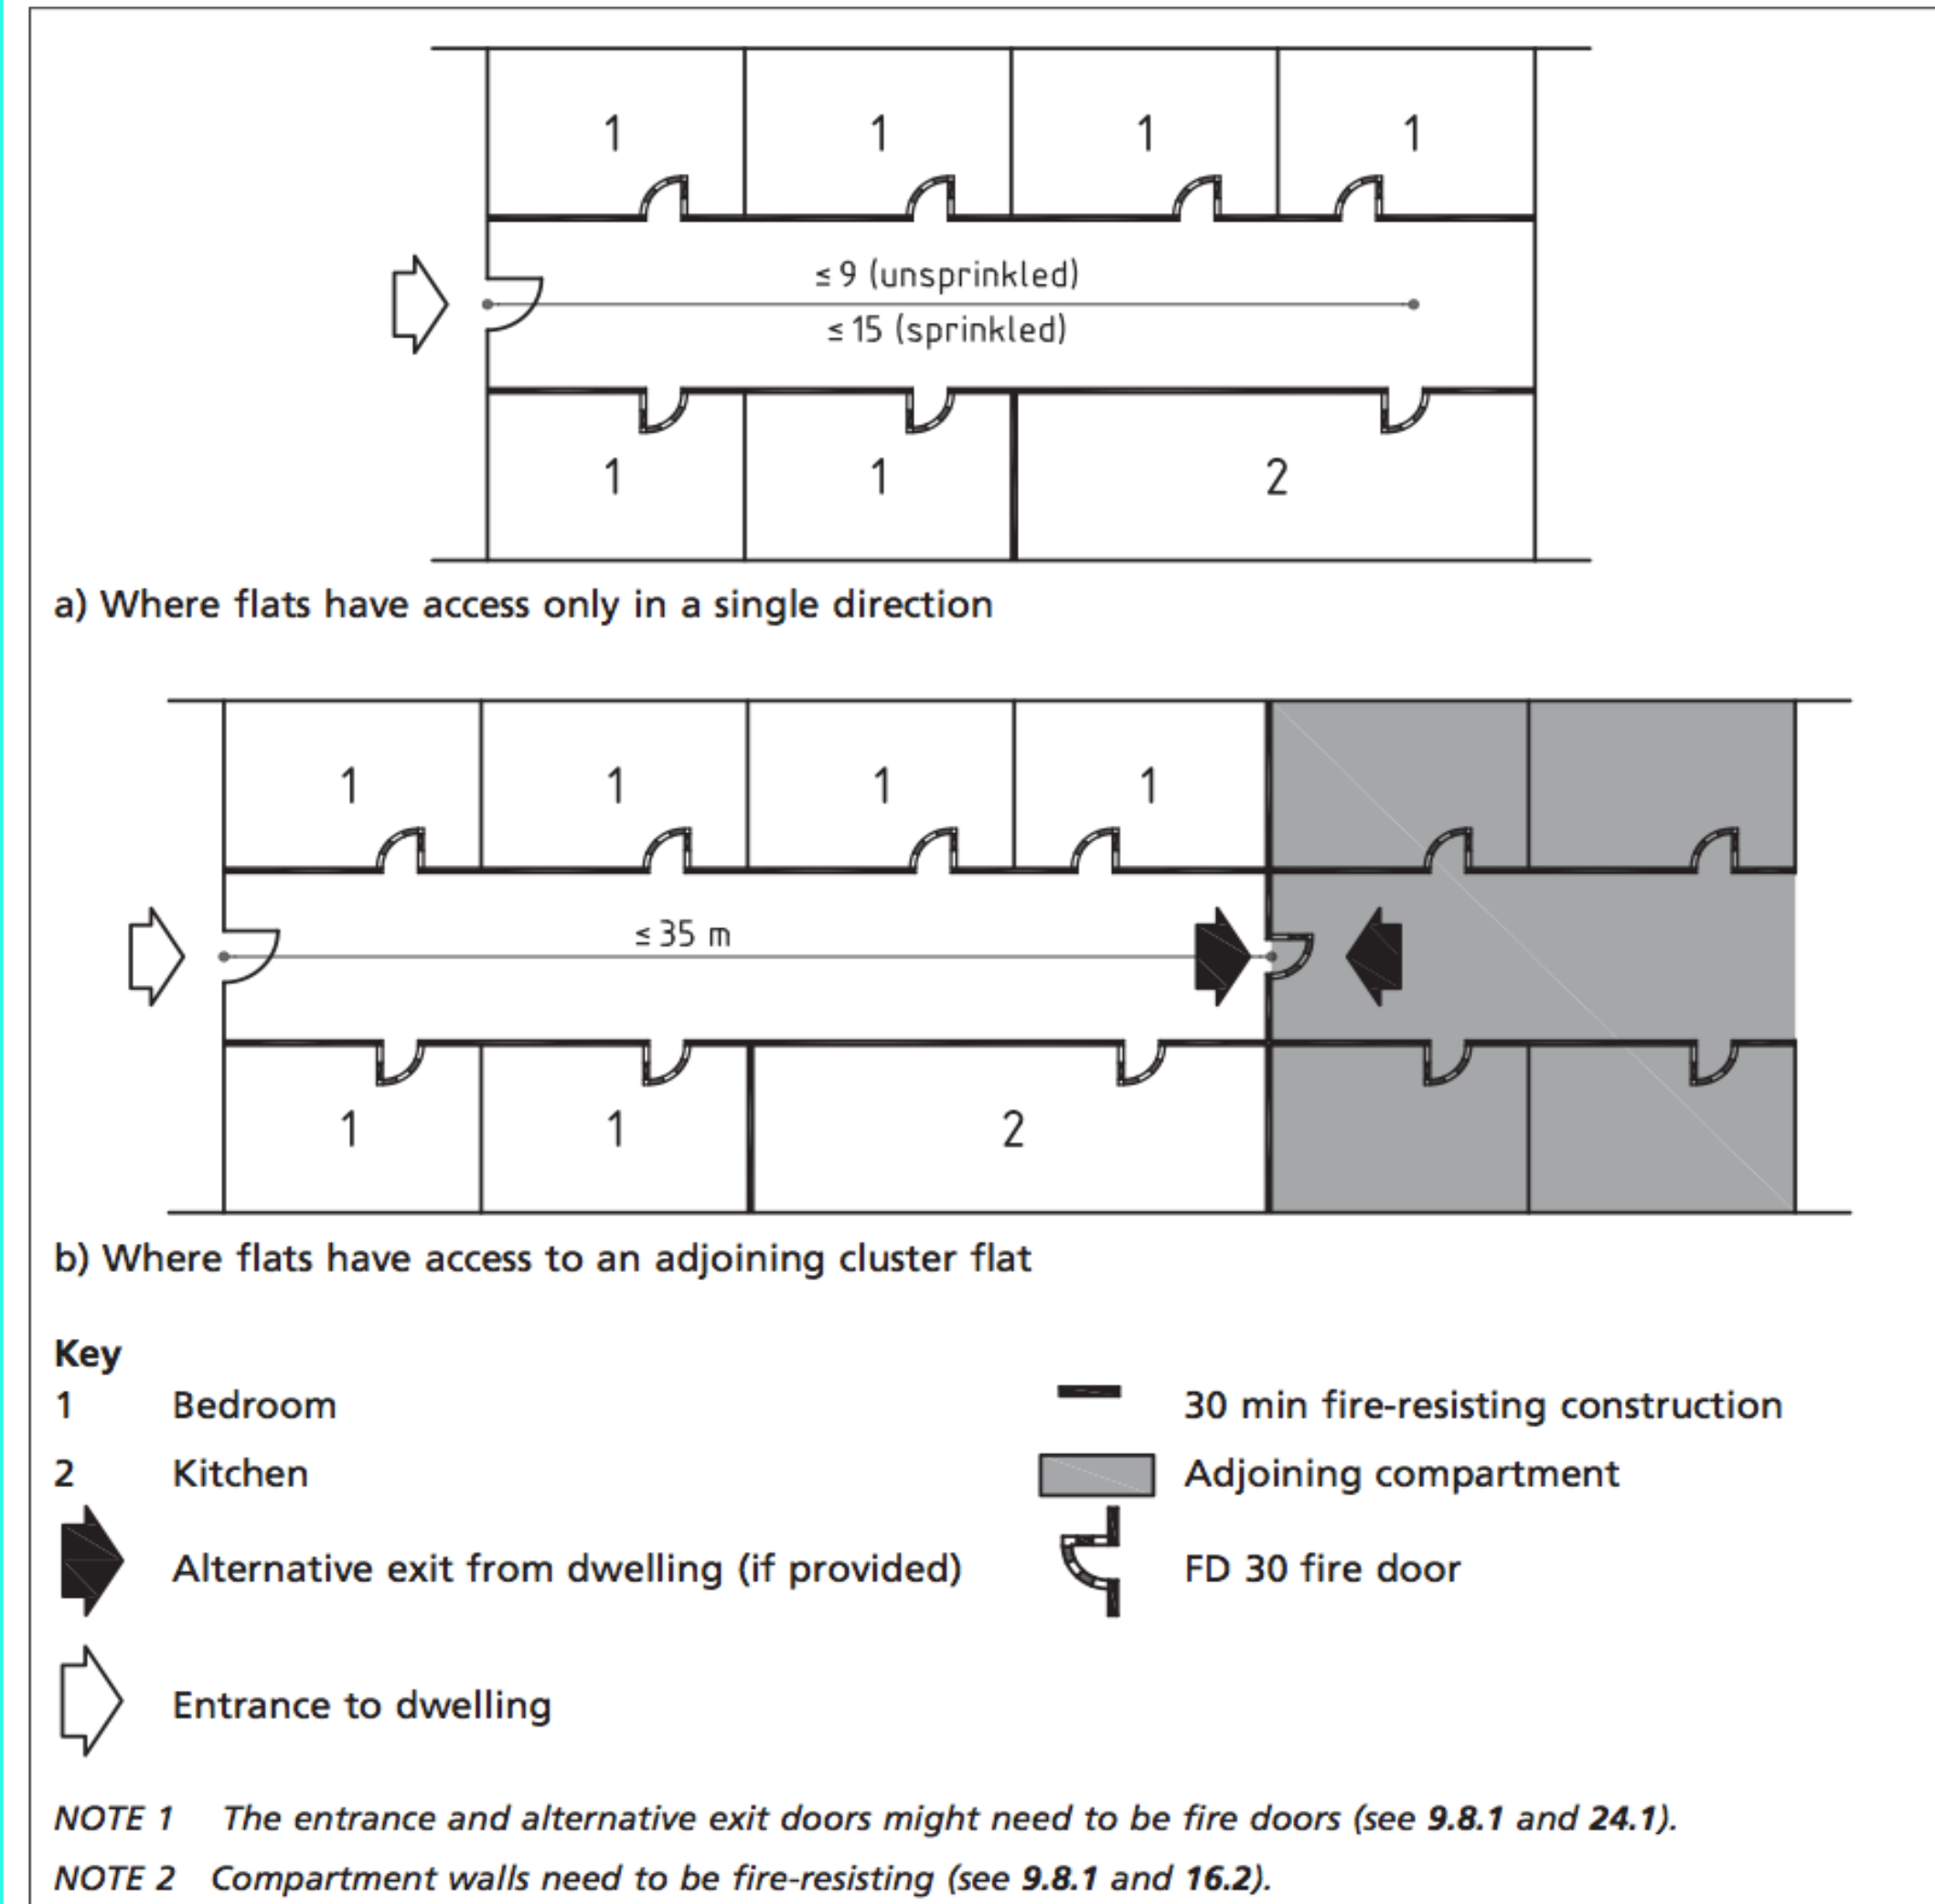 1 1 1 1
≤ 9 (unsprinkled)
≤ 15 (sprinkled)
1 1 2
a) Where flats have access only in a single direction
1 1 1 1
≤ 35 m
1 1 2
b) Where flats have access to an adjoining cluster flat
Key
1 Bedroom
30 min fire-resisting construction
2 Kitchen
Adjoining compartment
Alternative exit from dwelling (if provided)
FD 30 fire door
Entrance to dwelling
NOTE 1 The entrance and alternative exit doors might need to be fire doors (see 9.8.1 and 24.1).
NOTE 2 Compartment walls need to be fire-resisting (see 9.8.1 and 16.2).